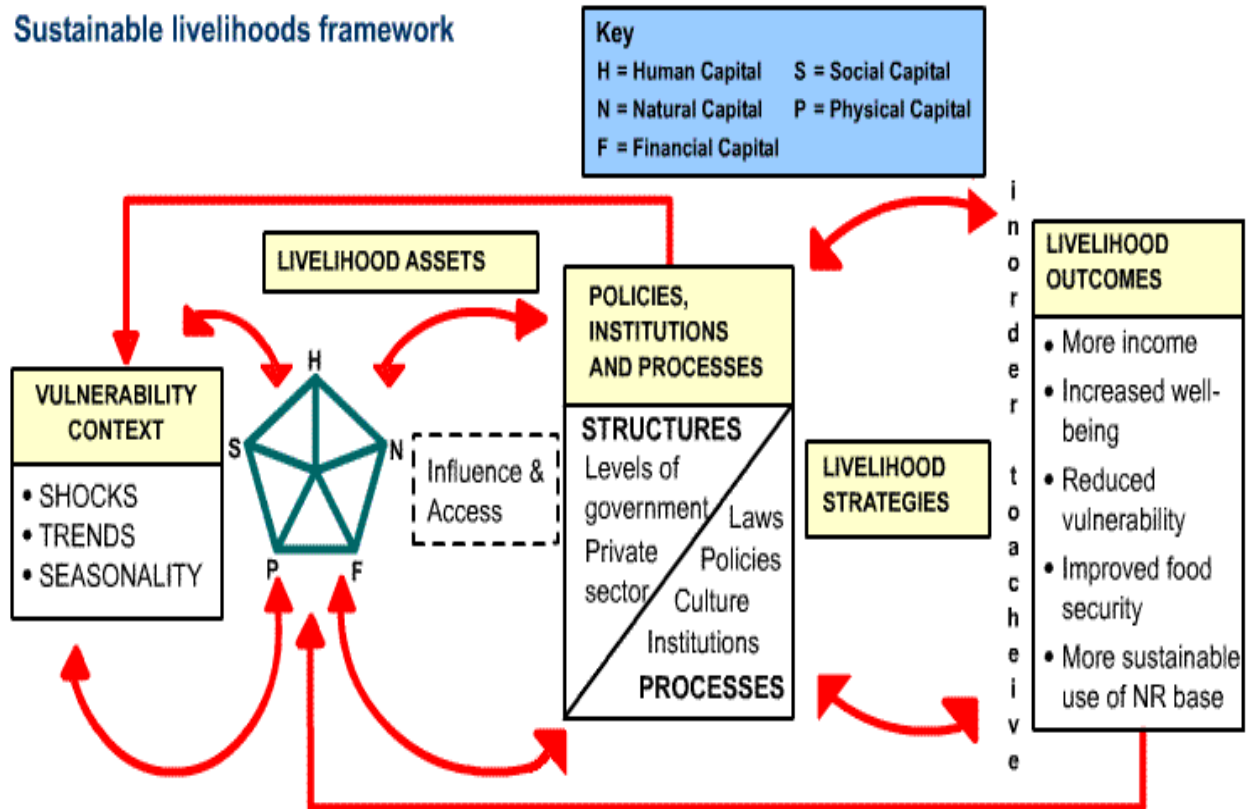 Sustainable livelihoods framework
Key
H = Human Capital S = Social Capital
N = Natural Capital P = Physical Capital
F = Financial Capital
LIVELIHOOD ASSETS
VULNERABILITY
CONTEXT
• SHOCKS
• TRENDS
• SEASONALITY
H
S
N
P
F
Influence &
Access
POLICIES,
INSTITUTIONS
AND PROCESSES
STRUCTURES
Levels of
government
Private
sector
Laws
Policies
Culture
Institutions
PROCESSES
LIVELIHOOD
STRATEGIES
i n o r d e r t o a c h e i v e
LIVELIHOOD
OUTCOMES
• More income
• Increased well-
being
• Reduced
vulnerability
• Improved food
security
• More sustainable
use of NR base